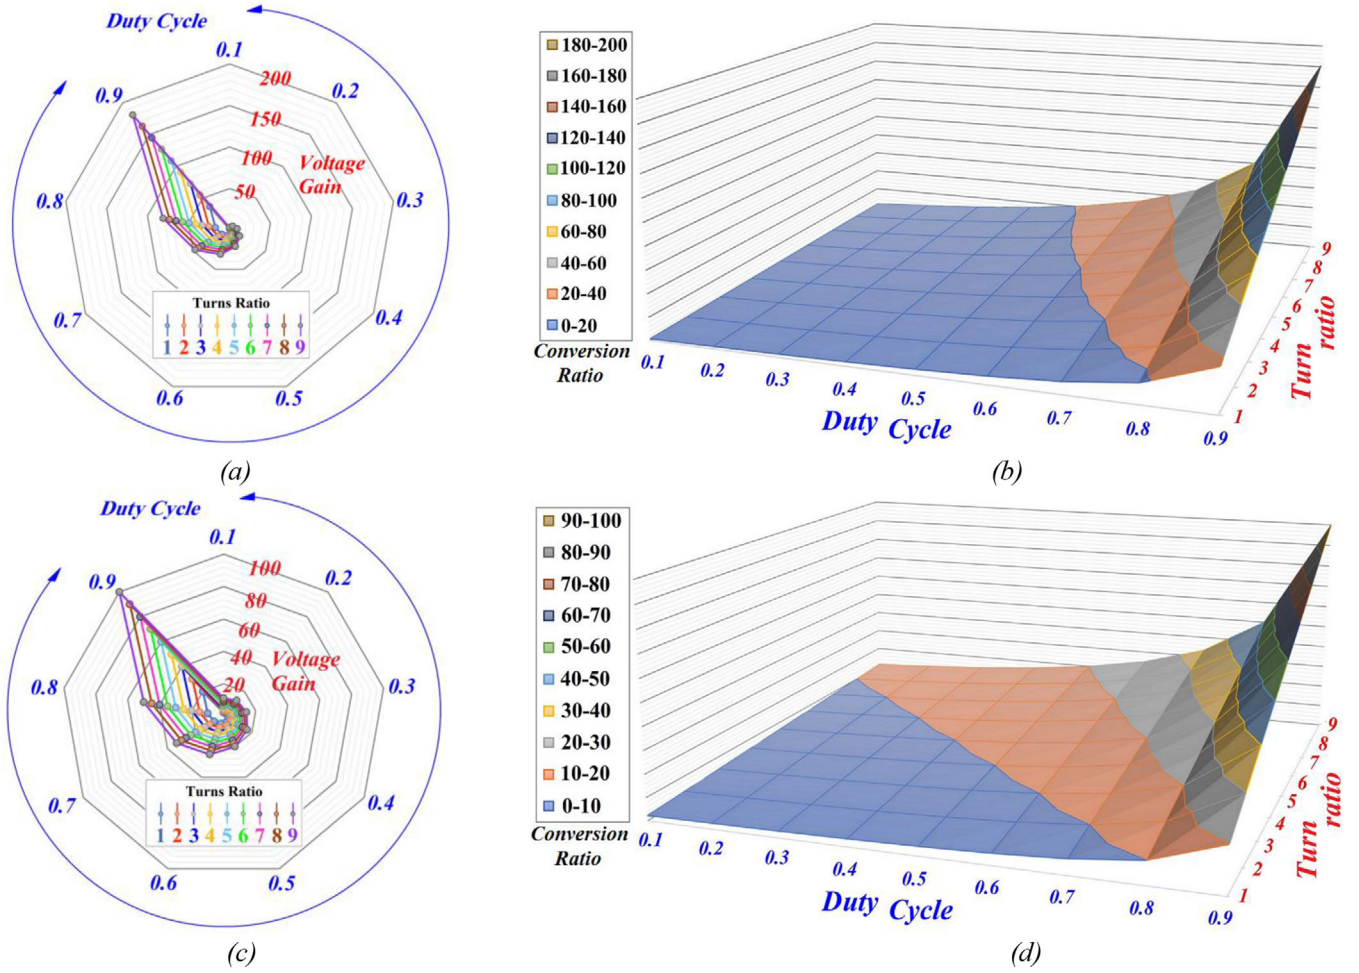 Duty Cycle
0.1
0.2
0.3
0.4
0.5
0.6
0.7
0.8
0.9
200
150
100
50
Voltage
Gain
Turns Ratio
1 2 3 4 5 6 7 8 9
(a)
180-200
160-180
140-160
120-140
100-120
80-100
60-80
40-60
20-40
0-20
Conversion
Ratio
0.1 0.2 0.3 0.4 0.5 0.6 0.7 0.8 0.9
Duty Cycle
9
8
7
6
5
4
3
2
1
Turn ratio
(b)
Duty Cycle
0.1
0.2
0.3
0.4
0.5
0.6
0.7
0.8
0.9
100
80
60
40
20
Voltage
Gain
Turns Ratio
1 2 3 4 5 6 7 8 9
(c)
90-100
80-90
70-80
60-70
50-60
40-50
30-40
20-30
10-20
0-10
Conversion
Ratio
0.1 0.2 0.3 0.4 0.5 0.6 0.7 0.8 0.9
Duty Cycle
9
8
7
6
5
4
3
2
1
Turn ratio
(d)